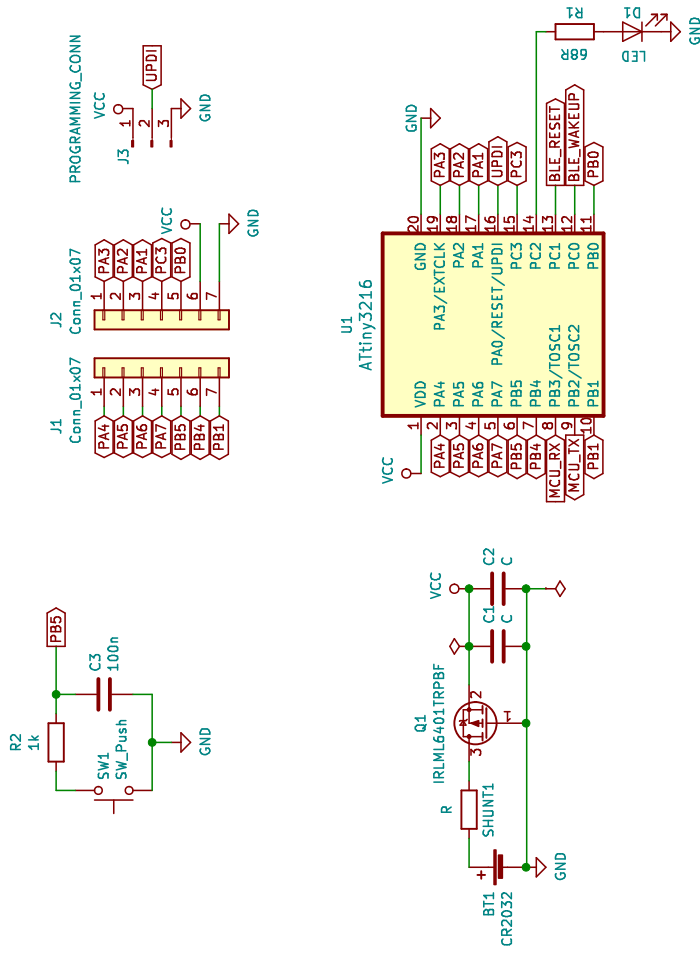 PROGRAMMING_CONN
VCC
UPDI
1
2
3
J3
GND
J2
Conn_01x07
PA3
PA2
PA1
PC3
PB0
VCC
GND
1
2
3
4
5
6
7
J1
Conn_01x07
1
2
3
4
5
6
7
PA4
PA5
PA6
PA7
PB5
PB4
PB1
R1
68R
D1
LED
GND
GND
PA3
PA2
PA1
UPDI
PC3
BLE_RESET
BLE_WAKEUP
PB0
20
19
18
17
16
15
14
13
12
11
GND
PA3/EXTCLK
PA2
PA1
PA0/RESET/UPDI
PC3
PC2
PC1
PC0
PB0
U1
ATtiny3216
VDD
PA4
PA5
PA6
PA7
PB5
PB4
PB3/TOSC1
PB2/TOSC2
PB1
1
2
3
4
5
6
7
8
9
10
VCC
PA4
PA5
PA6
PA7
PB5
PB4
MCU_RX
MCU_TX
PB1
PB5
R2
1k
C3
100n
SW1
SW_Push
GND
VCC
C2
C
C1
C
Q1
IRLML6401TRPBF
2
1
3
R
SHUNT1
+
BT1
CR2032
GND